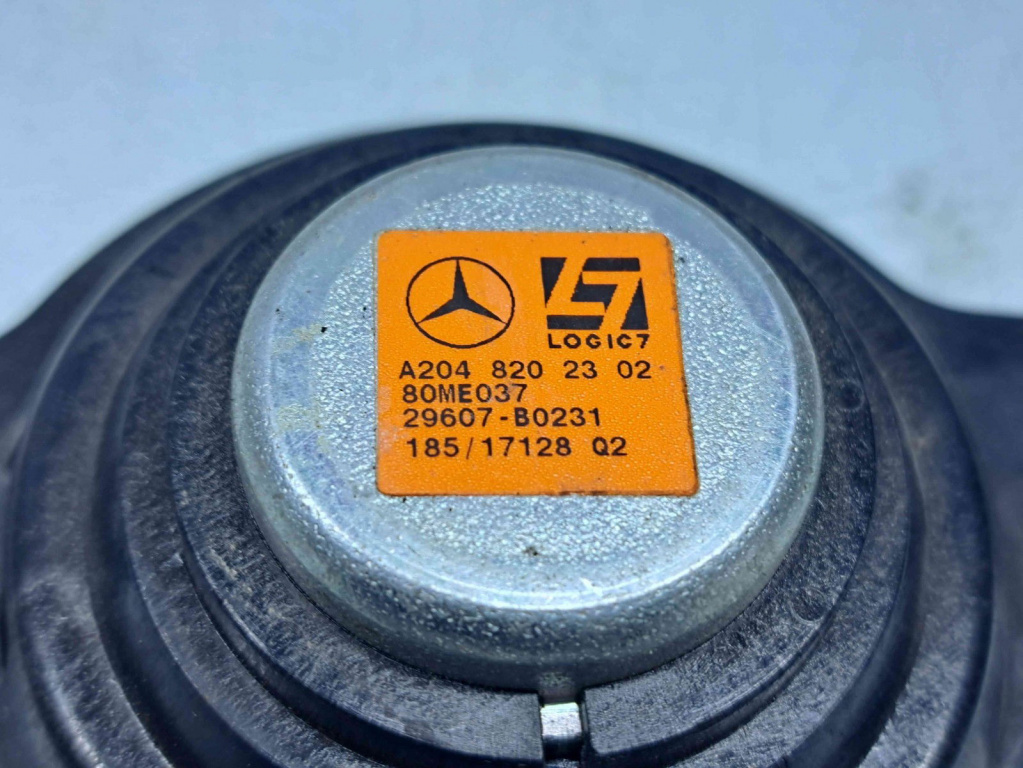 LOGIC7
A204 820 23 02
80ME037
29607-B0231
185/17128 Q2